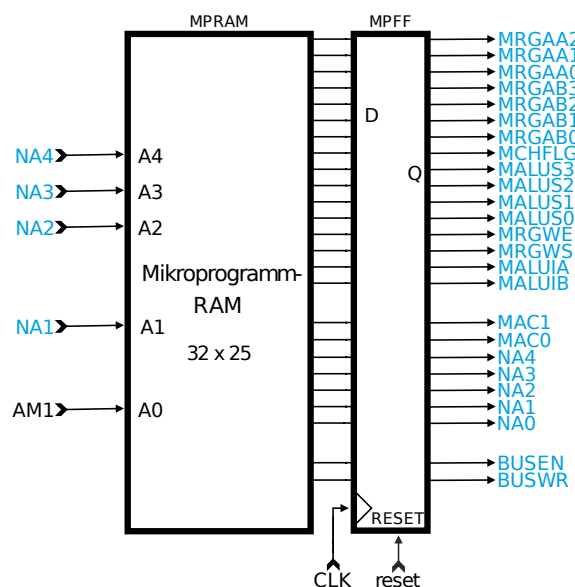 MPRAM MPFF
MRGAA2
MRGAA1
MRGAA0
MRGAB3
MRGAB2
D
MRGAB1
MRGAB0
NA4 A4
MCHFLG
Q
MALUS3
NA3 A3
MALUS2
MALUS1
NA2 A2
MALUS0
MRGWE
MRGWS
Mikroprogramm-
RAM
32 x 25
MALUIA
MALUIB
NA1 A1
MAC1
MAC0
NA4
NA3
NA2
AM1 A0
NA1
NA0
BUSEN
BUSWR
RESET
CLK reset